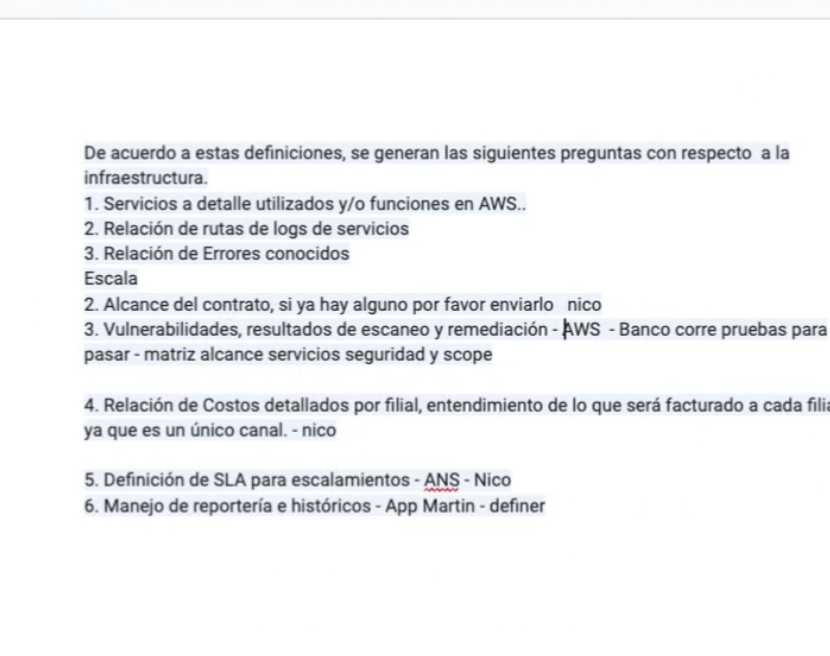 De acuerdo a estas definiciones, se generan las siguientes preguntas con respecto  a la
infraestructura.
1. Servicios a detalle utilizados y/o funciones en AWS..
2. Relación de rutas de logs de servicios
3. Relación de Errores conocidos
Escala
2. Alcance del contrato, si ya hay alguno por favor enviarlo   nico
3. Vulnerabilidades, resultados de escaneo y remediación - AWS  - Banco corre pruebas para
pasar - matriz alcance servicios seguridad y scope
4. Relación de Costos detallados por filial, entendimiento de lo que será facturado a cada
ya que es un único canal. - nico
5. Definición de SLA para escalamientos - ANS - Nico
6. Manejo de reportería e históricos - App Martin - definer